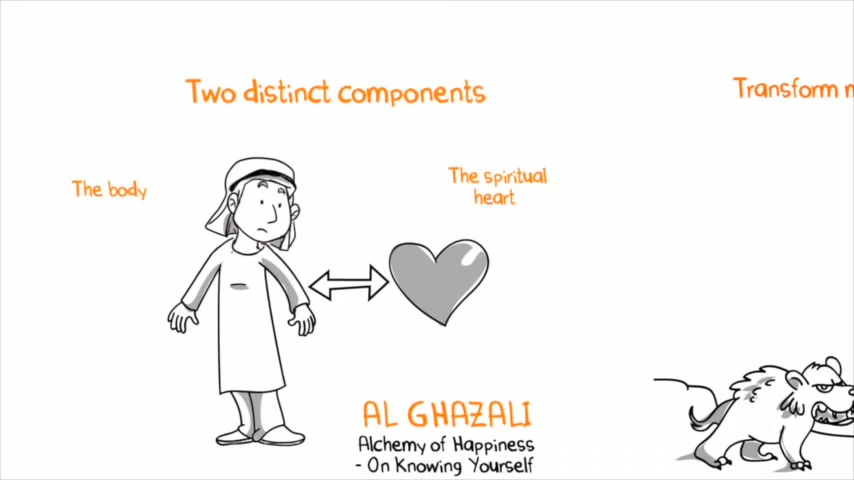 Two distinct components
Transform
The body
The spiritual
heart
AL GHAZALI
Alchemy of Happiness
- On Knowing Yourself